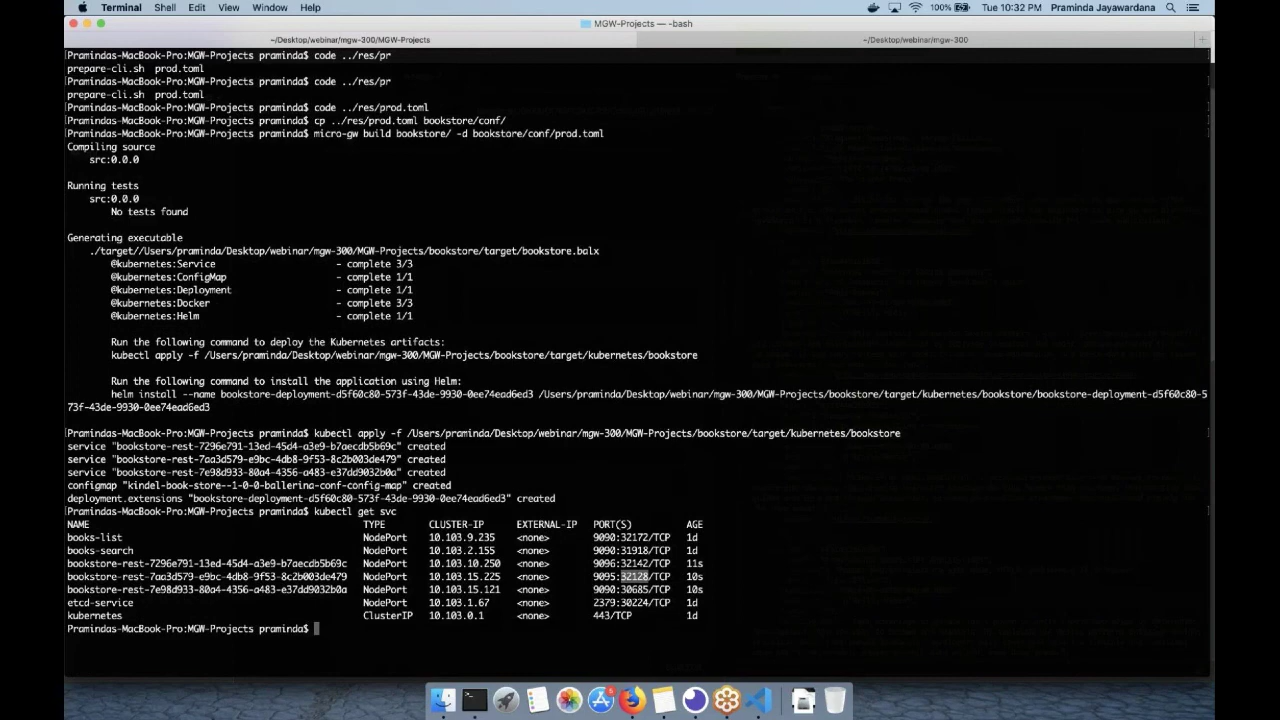 Terminal Shell Edit View Window Help 100% Tue 10:32 PM Praminda Jayawardana
MGW-Projects — -bash
~/Desktop/webinar/mgw-300/MGW-Projects ~/Desktop/webinar/mgw-300
[Pramindas-MacBook-Pro:MGW-Projects praminda$ code ../res/pr
prepare-cli.sh prod.toml
[Pramindas-MacBook-Pro:MGW-Projects praminda$ code ../res/pr
prepare-cli.sh prod.toml
[Pramindas-MacBook-Pro:MGW-Projects praminda$ code ../res/prod.toml
[Pramindas-MacBook-Pro:MGW-Projects praminda$ cp ../res/prod.toml bookstore/conf/
[Pramindas-MacBook-Pro:MGW-Projects praminda$ micro-gw build bookstore/ -d bookstore/conf/prod.toml
Compiling source
src:0.0.0
Running tests
src:0.0.0
No tests found
Generating executable
./target//Users/praminda/Desktop/webinar/mgw-300/MGW-Projects/bookstore/target/bookstore.balx
@kubernetes:Service - complete 3/3
@kubernetes:ConfigMap - complete 1/1
@kubernetes:Deployment - complete 1/1
@kubernetes:Docker - complete 3/3
@kubernetes:Helm - complete 1/1
Run the following command to deploy the Kubernetes artifacts:
kubectl apply -f /Users/praminda/Desktop/webinar/mgw-300/MGW-Projects/bookstore/target/kubernetes/bookstore
Run the following command to install the application using Helm:
helm install --name bookstore-deployment-d5f60c80-573f-43de-9930-0ee74ead6ed3 /Users/praminda/Desktop/webinar/mgw-300/MGW-Projects/bookstore/target/kubernetes/bookstore/bookstore-deployment-d5f60c80-5
73f-43de-9930-0ee74ead6ed3
[Pramindas-MacBook-Pro:MGW-Projects praminda$ kubectl apply -f /Users/praminda/Desktop/webinar/mgw-300/MGW-Projects/bookstore/target/kubernetes/bookstore
service "bookstore-rest-7296e791-13ed-45d4-a3e9-b7aecdb5b69c" created
service "bookstore-rest-7aa3d579-e9bc-4db8-9f53-8c2b003de479" created
service "bookstore-rest-7e98d933-80a4-4356-a483-e37dd9032b0a" created
configmap "kindel-book-store--1-0-0-ballerina-conf-config-map" created
deployment.extensions "bookstore-deployment-d5f60c80-573f-43de-9930-0ee74ead6ed3" created
[Pramindas-MacBook-Pro:MGW-Projects praminda$ kubectl get svc
NAME TYPE CLUSTER-IP EXTERNAL-IP PORT(S) AGE
books-list NodePort 10.103.9.235 <none> 9090:32172/TCP 1d
books-search NodePort 10.103.2.155 <none> 9090:31918/TCP 1d
bookstore-rest-7296e791-13ed-45d4-a3e9-b7aecdb5b69c NodePort 10.103.10.250 <none> 9096:32142/TCP 11s
bookstore-rest-7aa3d579-e9bc-4db8-9f53-8c2b003de479 NodePort 10.103.15.225 <none> 9095:32128/TCP 10s
bookstore-rest-7e98d933-80a4-4356-a483-e37dd9032b0a NodePort 10.103.15.121 <none> 9090:30685/TCP 10s
etcd-service NodePort 10.103.1.67 <none> 2379:30224/TCP 1d
kubernetes ClusterIP 10.103.0.1 <none> 443/TCP 1d
Pramindas-MacBook-Pro:MGW-Projects praminda$